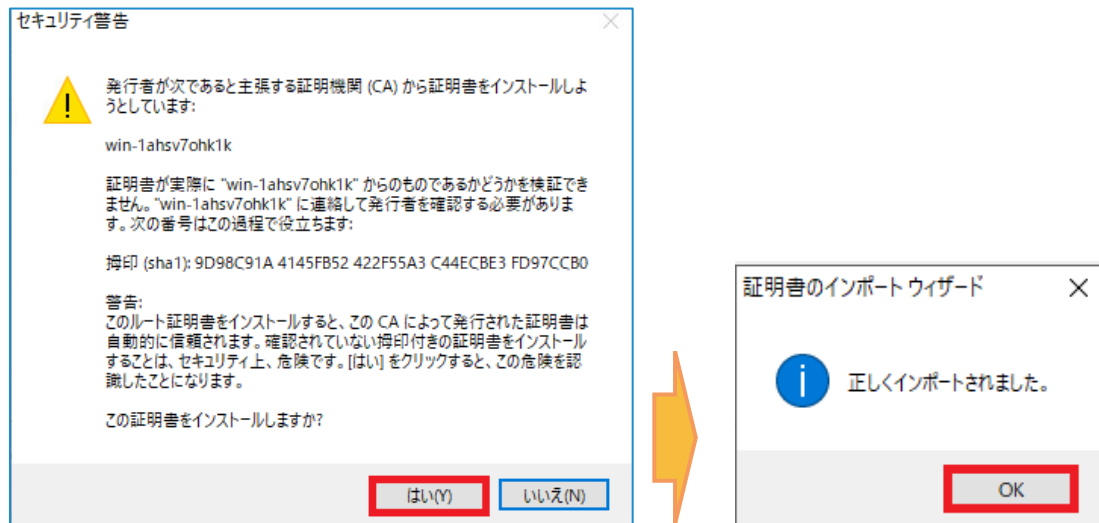 セキュリティ警告
発行者が次であると主張する証明機関 (CA) から証明書をインストールしよ
うとしています:
win-1ahsv7ohk1k
証明書が実際に "win-1ahsv7ohk1k" からのものであるかどうかを検証でき
ません。"win-1ahsv7ohk1k" に連絡して発行者を確認する必要がありま
す。次の番号はこの過程で役立ちます:
拇印 (sha1): 9D98C91A 4145FB52 422F55A3 C44ECBE3 FD97CCB0
警告:
このルート証明書をインストールすると、この CA によって発行された証明書は
自動的に信頼されます。確認されていない拇印付きの証明書をインストール
することは、セキュリティ上、危険です。[はい] をクリックすると、この危険を認
識したことになります。
この証明書をインストールしますか?
はい(Y)
いいえ(N)
証明書のインポート ウィザード
正しくインポートされました。
OK